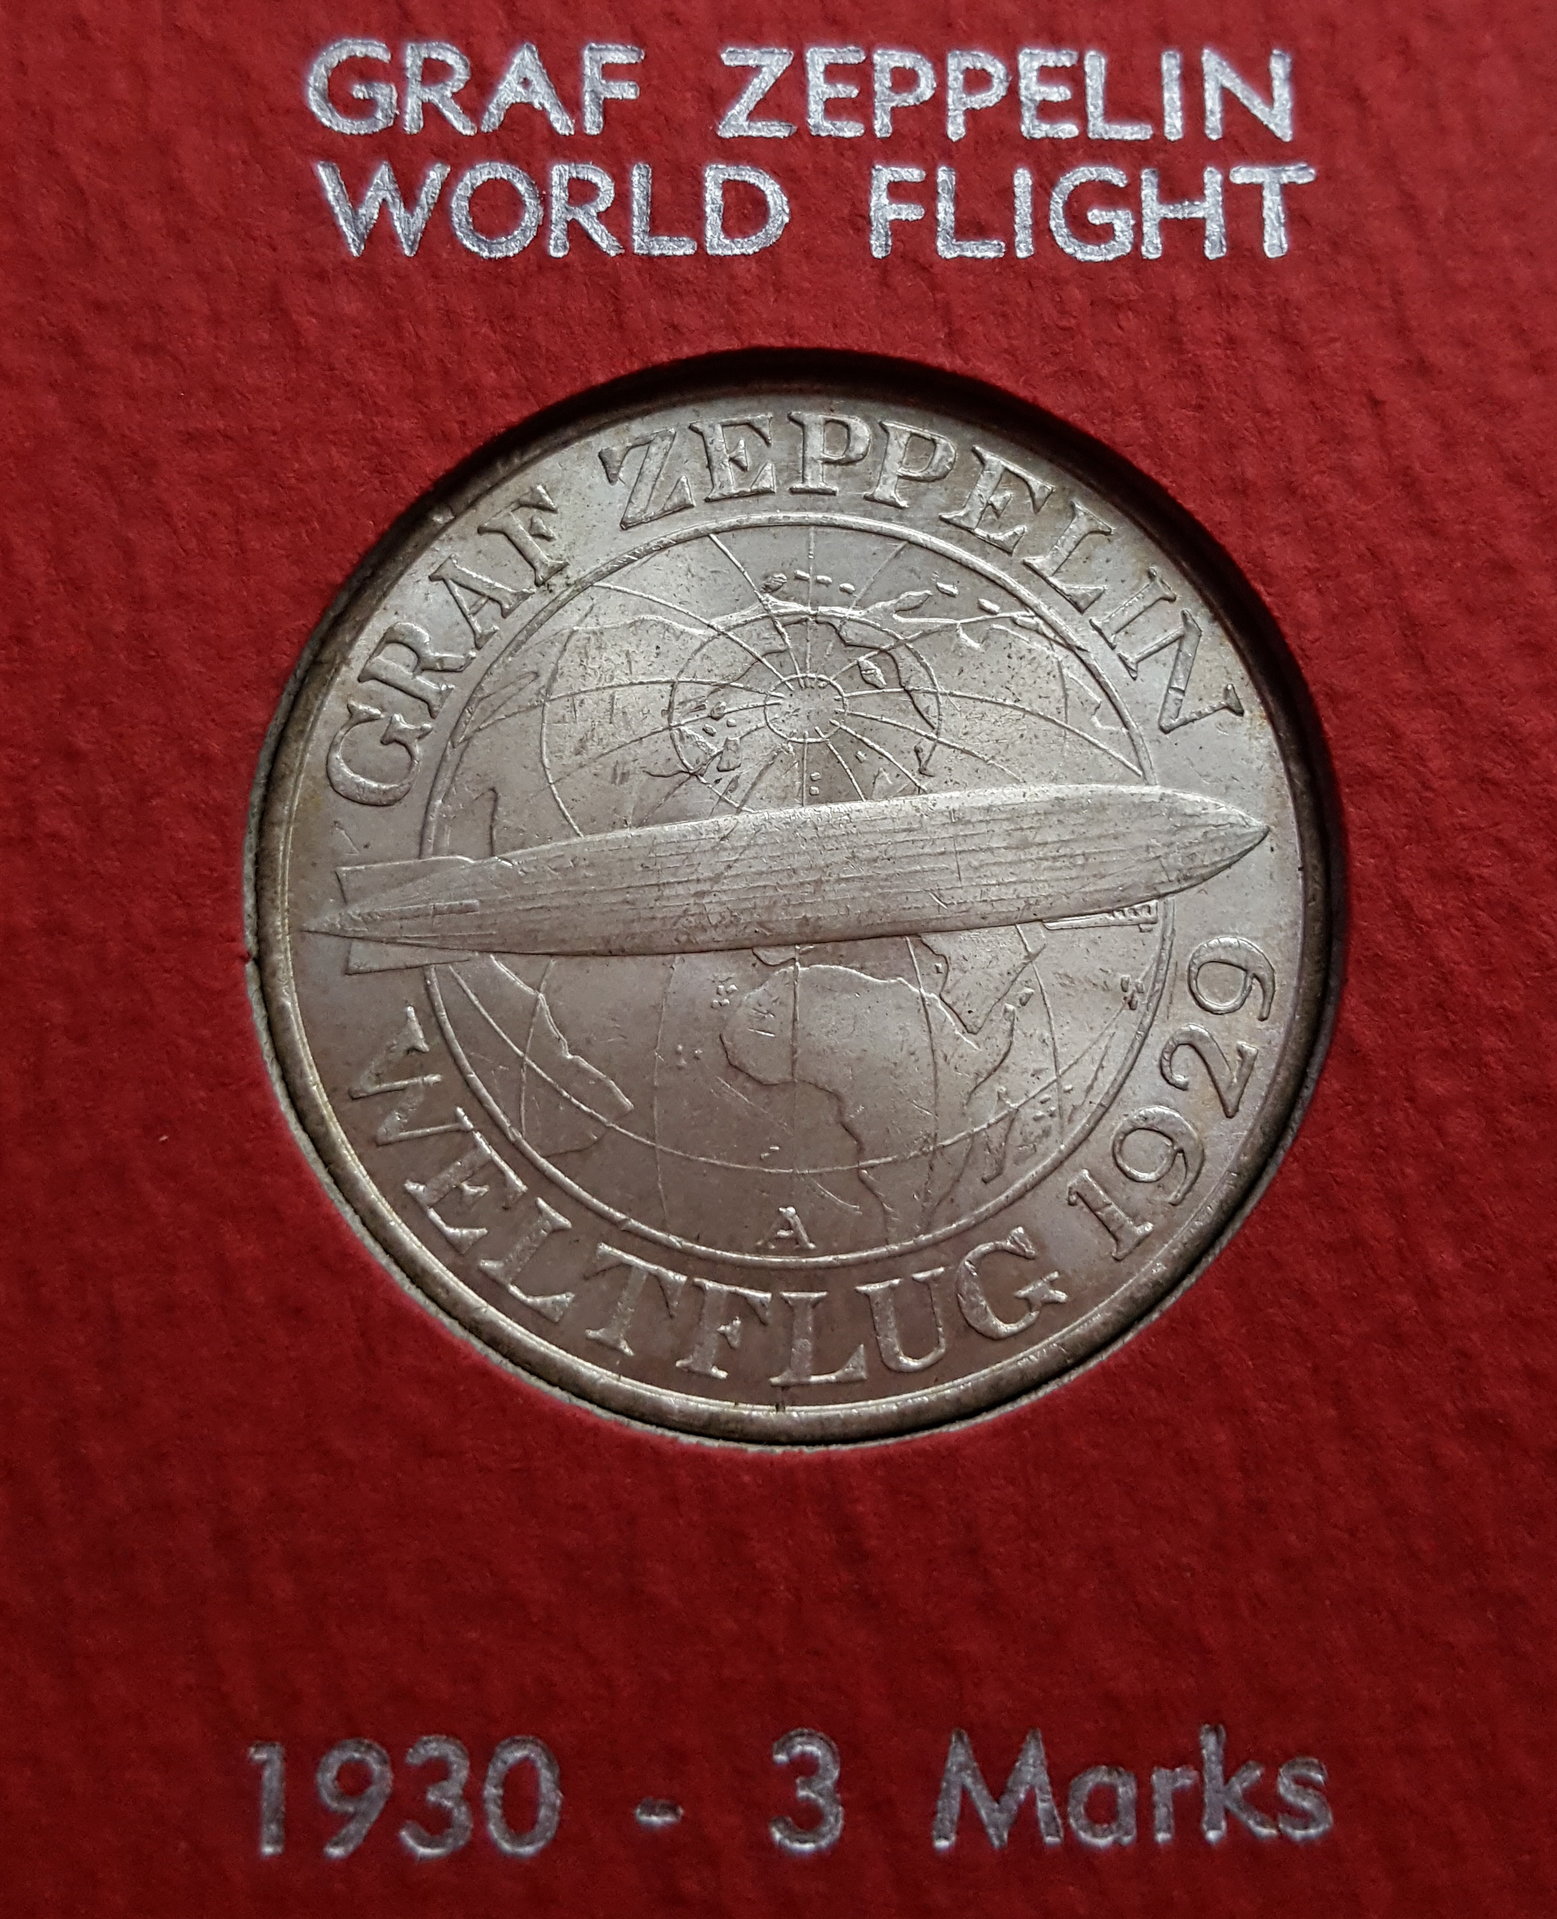 GRAF ZEPPELIN
WORLD FLIGHT
GRAF ZEPPELIN
A
WELTFLUG 1929
1930 - 3 Marks